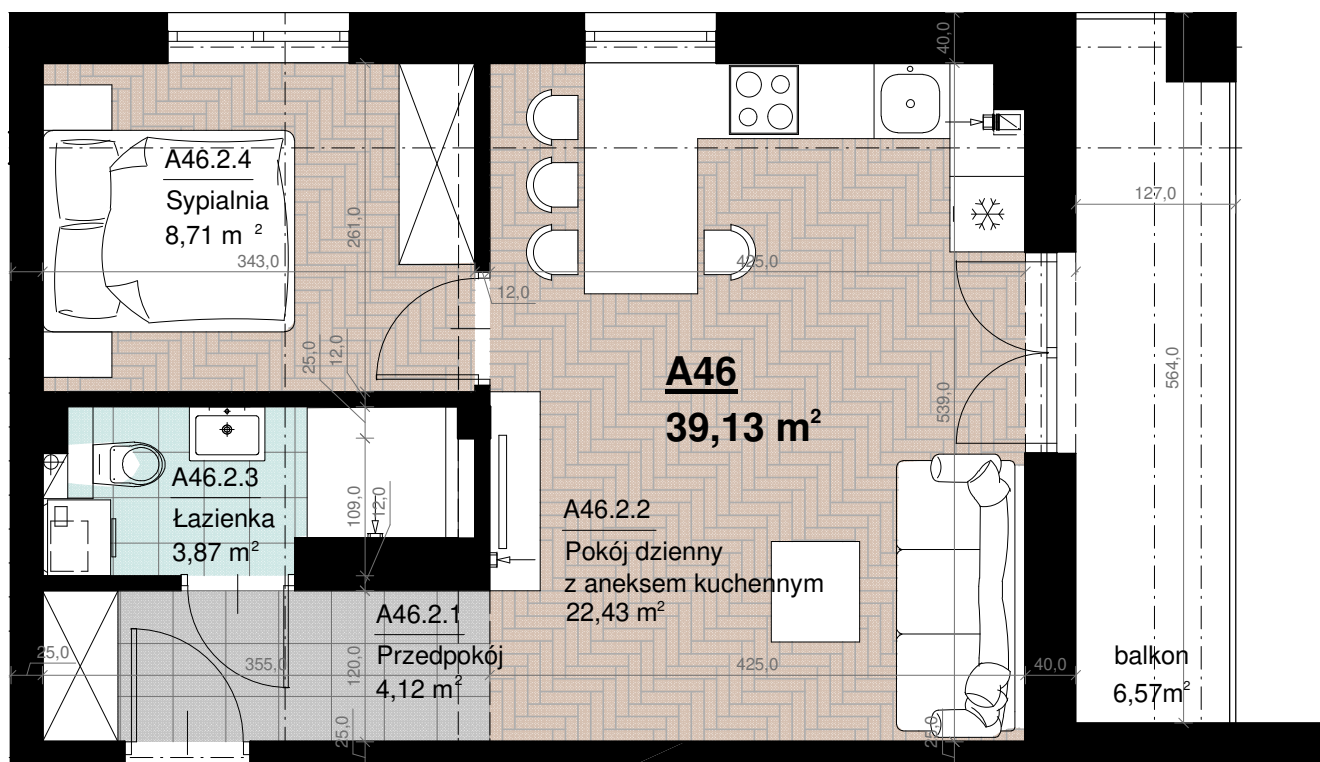 40,0
A46.2.4
Sypialnia
8,71 m²
261,0
343,0
425,0
127,0
12,0
25,0
12,0
A46
39,13 m²
539,0
564,0
A46.2.3
Łazienka
3,87 m²
109,0
12,0
A46.2.2
Pokój dzienny
z aneksem kuchennym
22,43 m²
A46.2.1
Przedpokój
4,12 m²
25,0
355,0
120,0
425,0
40,0
balkon
6,57m²
25,0
25,0